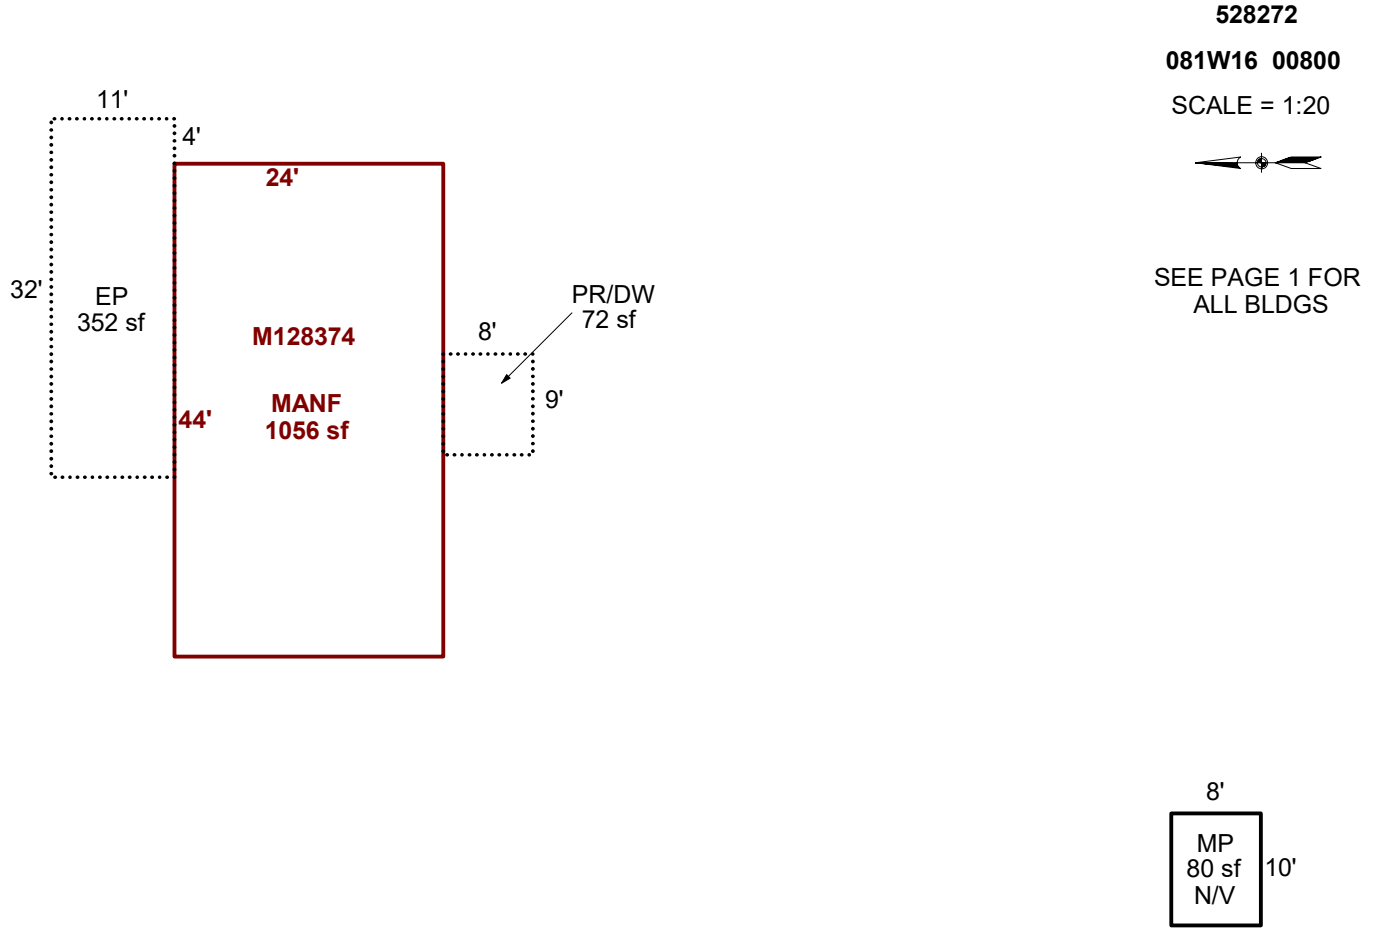 528272
081W16 00800
SCALE = 1:20
SEE PAGE 1 FOR
ALL BLDGS
11'
4'
24'
32'
EP
352 sf
M128374
MANF
1056 sf
44'
PR/DW
72 sf
8'
9'
8'
MP
80 sf
N/V
10'